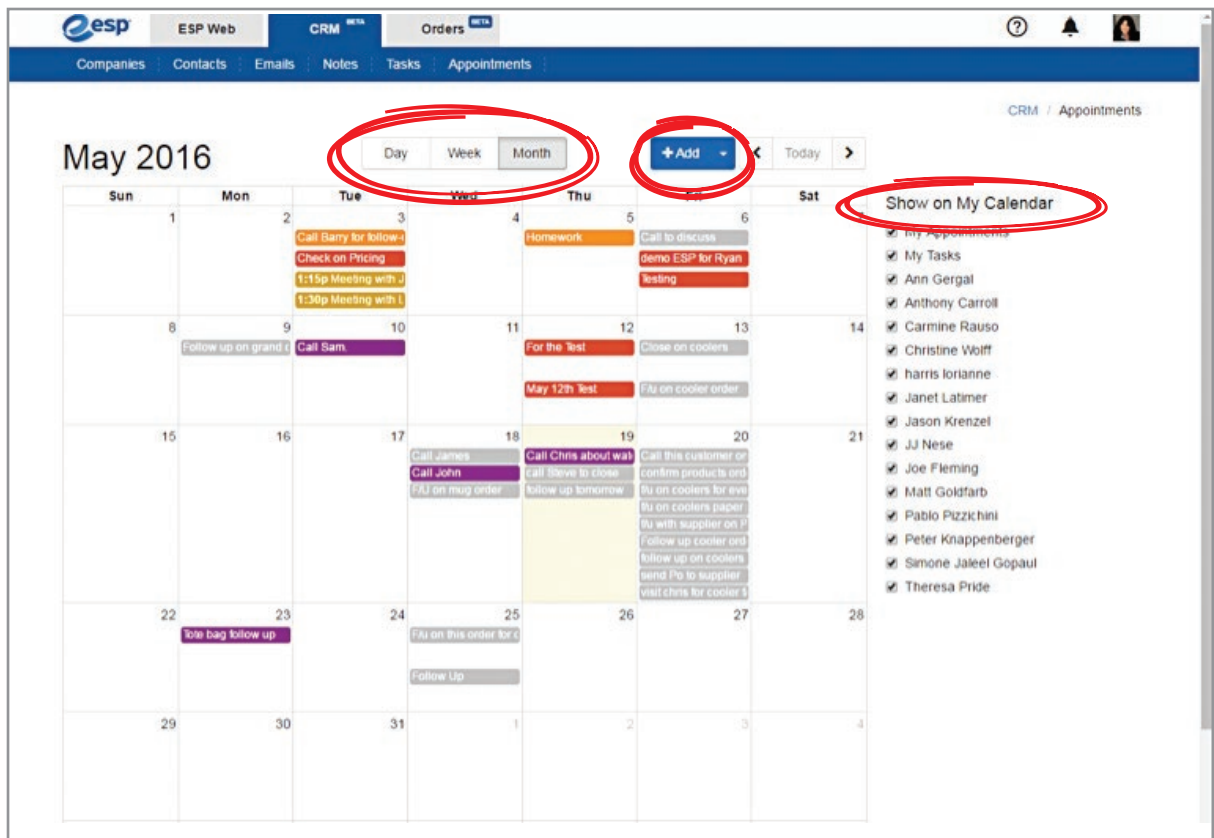 esp ESP Web CRM BETA Orders BETA
Companies Contacts Emails Notes Tasks Appointments
CRM / Appointments
May 2016 Day Week Month +Add Today
Sun Mon Tue Wed Thu Fri Sat
Show on My Calendar
1 2 3 4 5 6
Call Barry for follow- Homework Call to discuss
Check on Pricing demo ESP for Ryan
1:15p Meeting with J Testing
1:30p Meeting with L
8 9 10 11 12 13 14
Follow up on grand Call Sam. For the Test Close on coolers
May 12th Test F/u on cooler order
15 16 17 18 19 20 21
Call James Call Chris about wat Call this customer or
Call John call Steve to close confirm products ord
F/U on mug order follow up tomorrow f/u on coolers for eve
f/u on coolers paper
f/u with supplier on P
Follow up cooler ord
follow up on coolers
send Po to supplier
visit chris for cooler
22 23 24 25 26 27 28
Tote bag follow up F/u on this order for
Follow Up
29 30 31 1 2 3 4
My Appointments
My Tasks
Ann Gergal
Anthony Carroll
Carmine Rauso
Christine Wolff
harris lorianne
Janet Latimer
Jason Krenzel
JJ Nese
Joe Fleming
Matt Goldfarb
Pablo Pizzichini
Peter Knappenberger
Simone Jaleel Gopaul
Theresa Pride